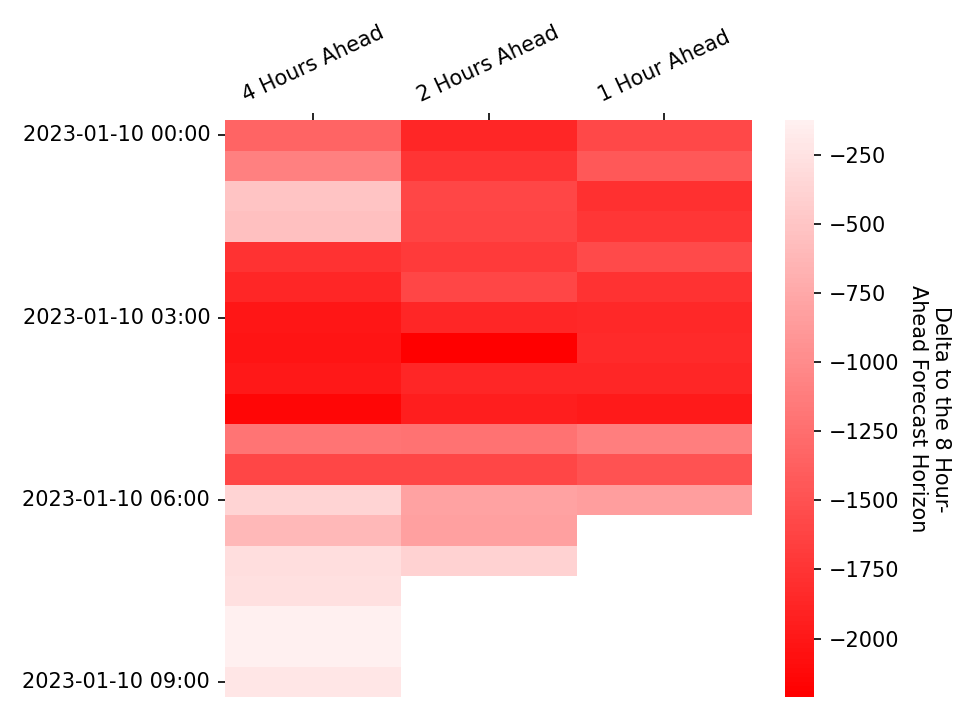 4 Hours Ahead
2 Hours Ahead
1 Hour Ahead
2023-01-10 00:00
2023-01-10 03:00
2023-01-10 06:00
2023-01-10 09:00
−250
−500
−750
−1000
−1250
−1500
−1750
−2000
Delta to the 8 Hour-
Ahead Forecast Horizon